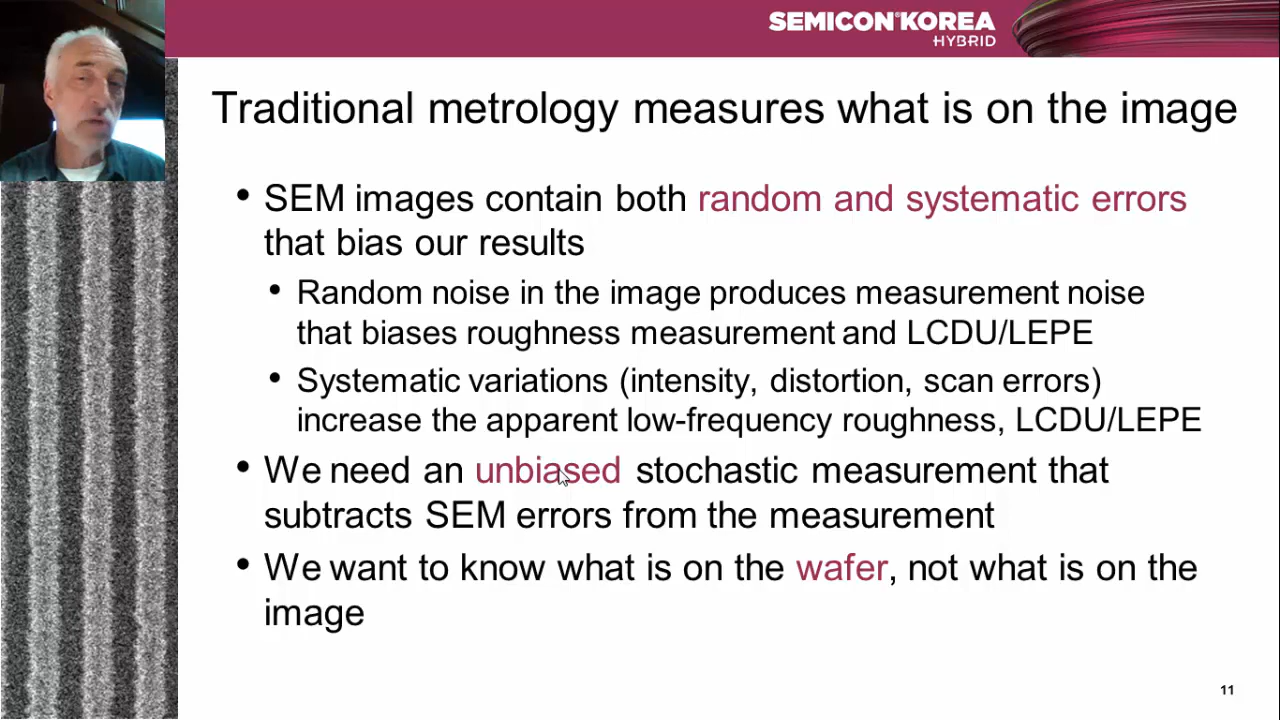 SEMICON KOREA
HYBRID
Traditional metrology measures what is on the image
• SEM images contain both random and systematic errors
that bias our results
• Random noise in the image produces measurement noise
that biases roughness measurement and LCDU/LEPE
• Systematic variations (intensity, distortion, scan errors)
increase the apparent low-frequency roughness, LCDU/LEPE
• We need an unbiased stochastic measurement that
subtracts SEM errors from the measurement
• We want to know what is on the wafer, not what is on the
image
11